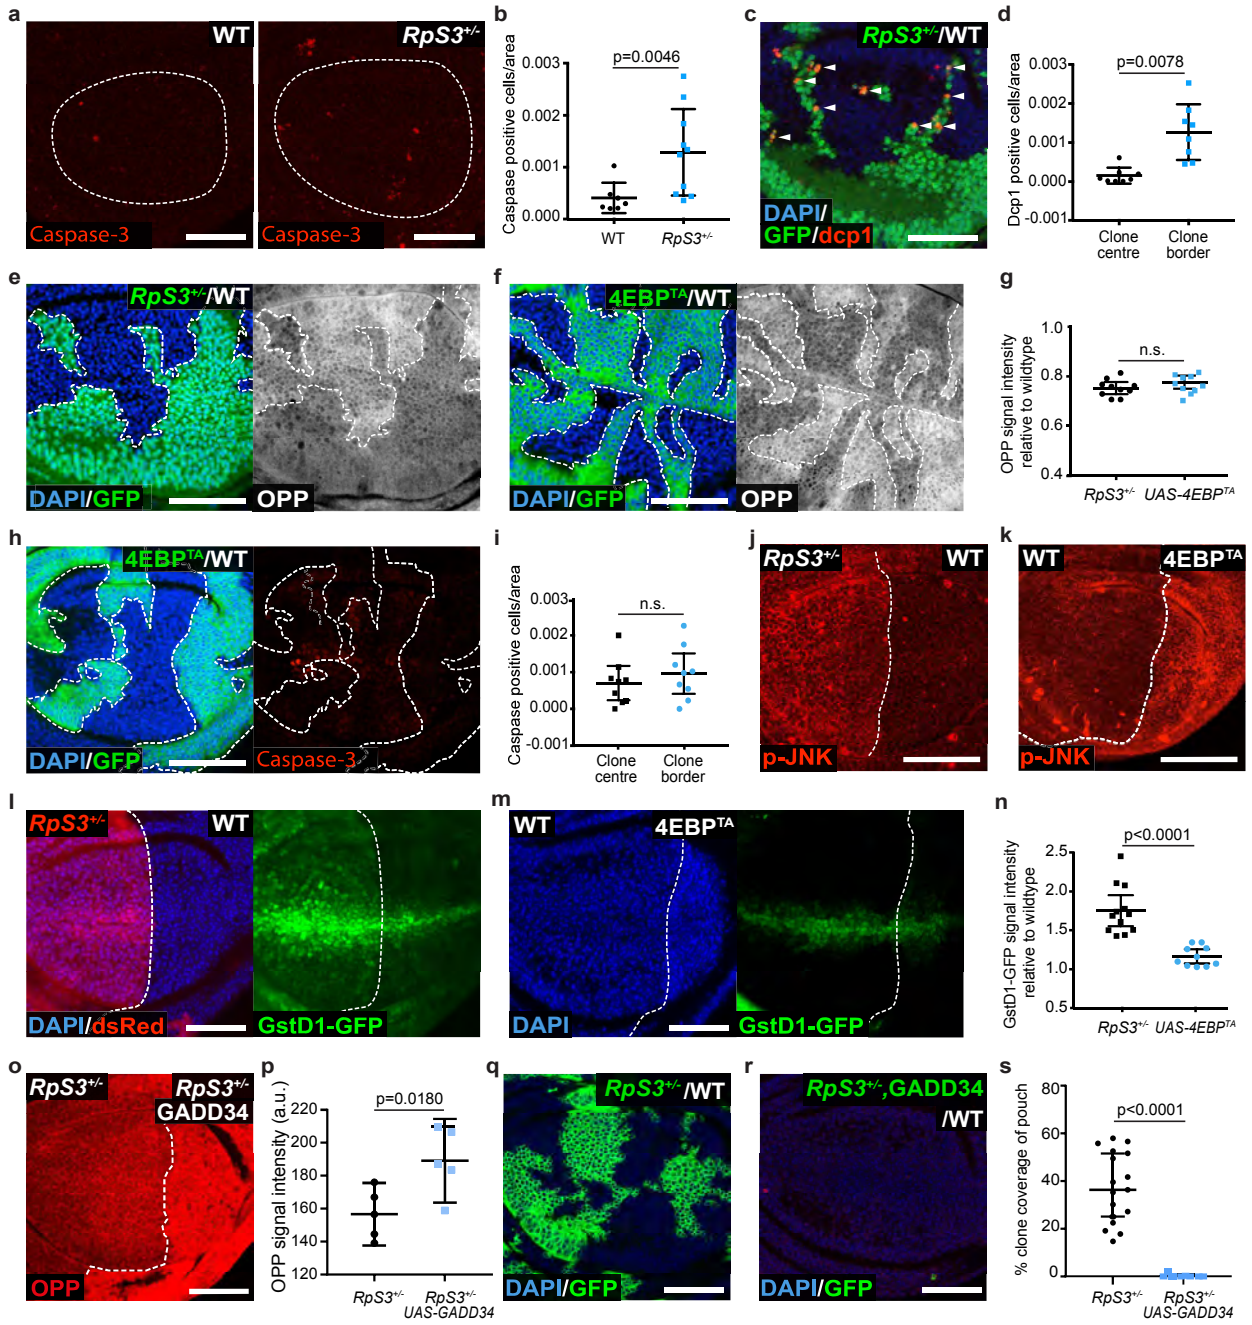 a
WT
RpS3+/-
Caspase-3
Caspase-3
b
Caspase positive cells/area
p=0.0046
0.003
0.002
0.001
0.000
WT
RpS3+/-
c
RpS3+/-/WT
DAPI/
GFP/dcp1
d
Dcp1 positive cells/area
p=0.0078
0.003
0.002
0.001
0.000
-0.001
Clone centre
Clone border
e
RpS3+/-/WT
DAPI/GFP
OPP
f
4EBPTA/WT
DAPI/GFP
OPP
g
OPP signal intensity
relative to wildtype
n.s.
1.0
0.8
0.6
0.4
RpS3+/-
UAS-4EBPTA
h
4EBPTA/WT
DAPI/GFP
Caspase-3
i
Caspase positive cells/area
n.s.
0.003
0.002
0.001
0.000
-0.001
Clone centre
Clone border
j
RpS3+/-
WT
p-JNK
k
WT
4EBPTA
p-JNK
l
RpS3+/-
WT
DAPI/dsRed
GstD1-GFP
m
WT
4EBPTA
DAPI
GstD1-GFP
n
GstD1-GFP signal intensity
relative to wildtype
p<0.0001
2.5
2.0
1.5
1.0
0.5
RpS3+/-
UAS-4EBPTA
o
RpS3+/-
RpS3+/-
GADD34
OPP
p
OPP signal intensity (a.u.)
p=0.0180
220
200
180
160
140
120
RpS3+/-
RpS3+/-
UAS-GADD34
q
RpS3+/-/WT
DAPI/GFP
r
RpS3+/-,GADD34
/WT
DAPI/GFP
s
% clone coverage of pouch
p<0.0001
80
60
40
20
0
RpS3+/-
RpS3+/-
UAS-GADD34